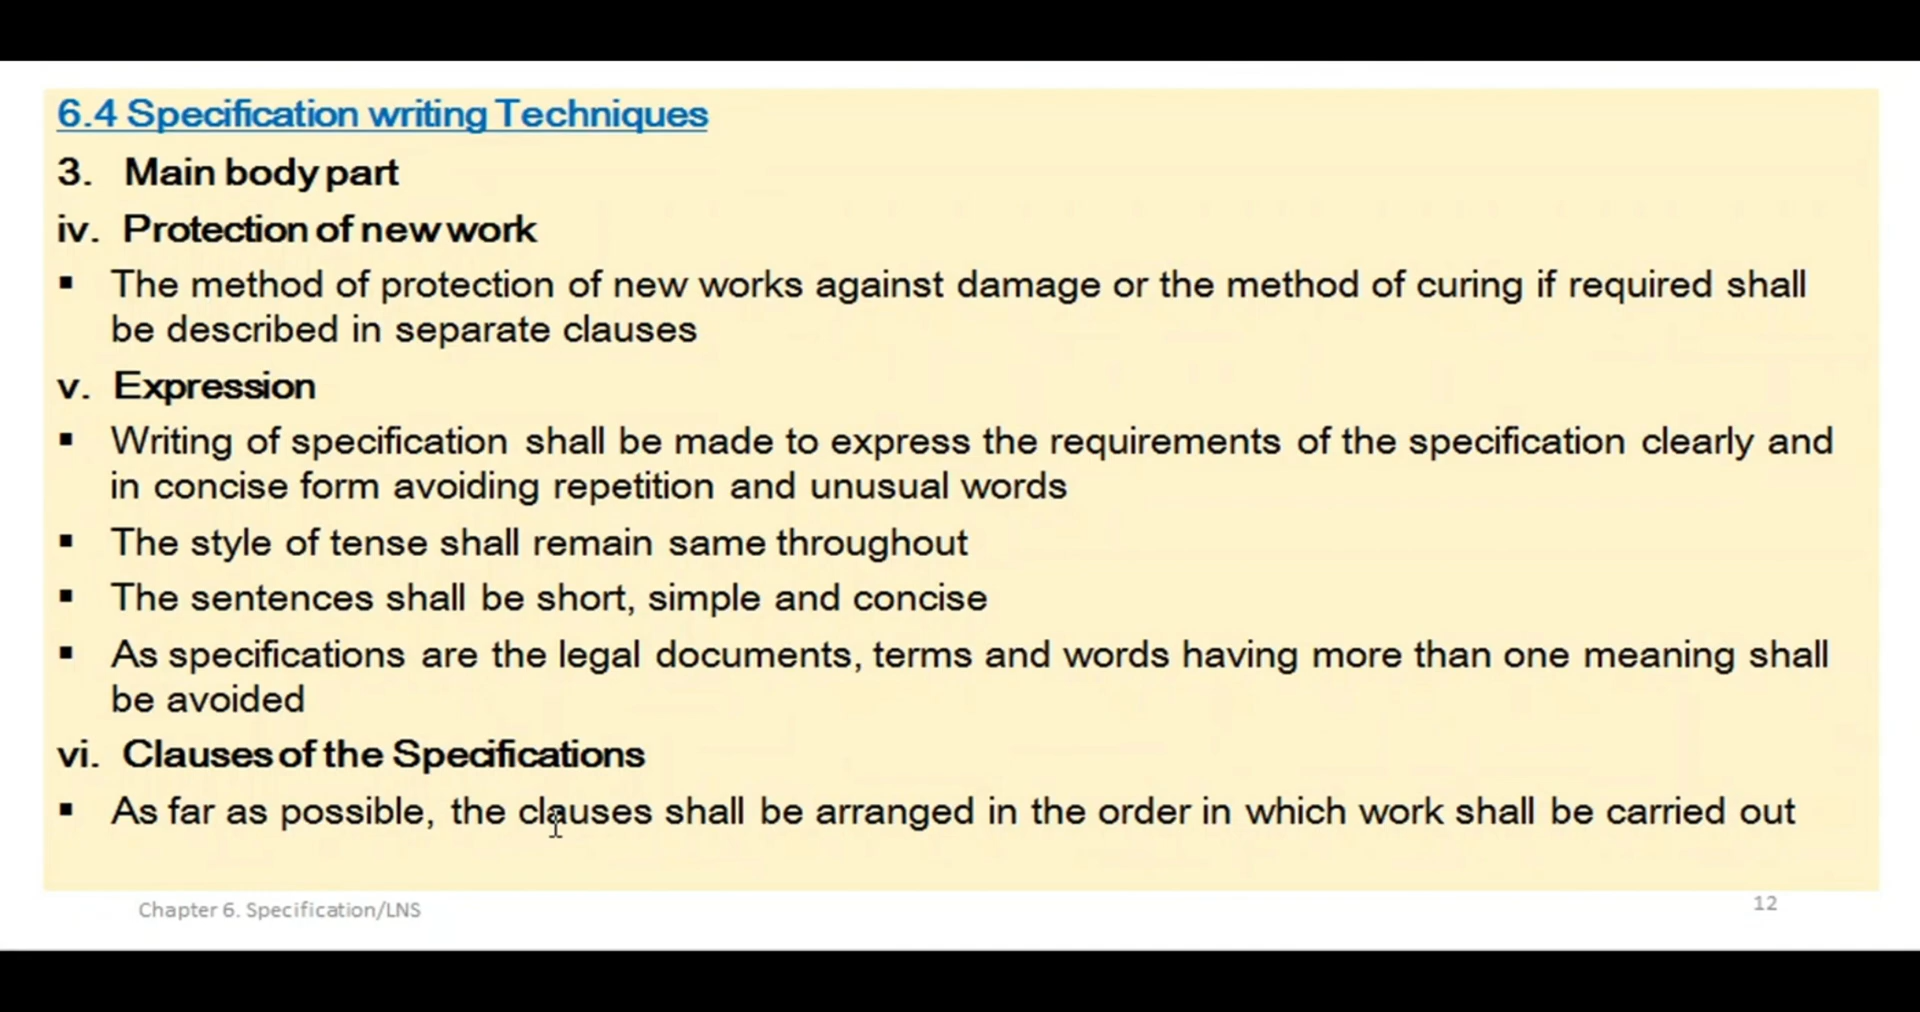 6.4 Specification writing Techniques
3. Main body part
iv. Protection of new work
▪ The method of protection of new works against damage or the method of curing if required shall
be described in separate clauses
v. Expression
▪ Writing of specification shall be made to express the requirements of the specification clearly and
in concise form avoiding repetition and unusual words
▪ The style of tense shall remain same throughout
▪ The sentences shall be short, simple and concise
▪ As specifications are the legal documents, terms and words having more than one meaning shall
be avoided
vi. Clauses of the Specifications
▪ As far as possible, the clauses shall be arranged in the order in which work shall be carried out
Chapter 6. Specification/LNS
12